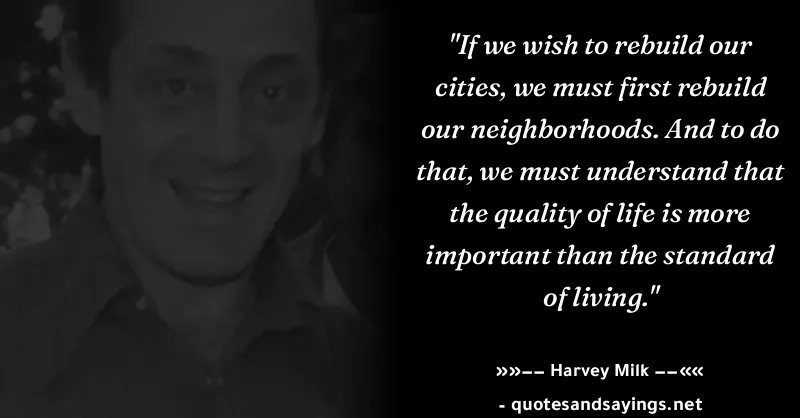 "If we wish to rebuild our
cities, we must first rebuild
our neighborhoods. And to do
that, we must understand that
the quality of life is more
important than the standard
of living."
»»−− Harvey Milk −−««
- quotesandsayings.net